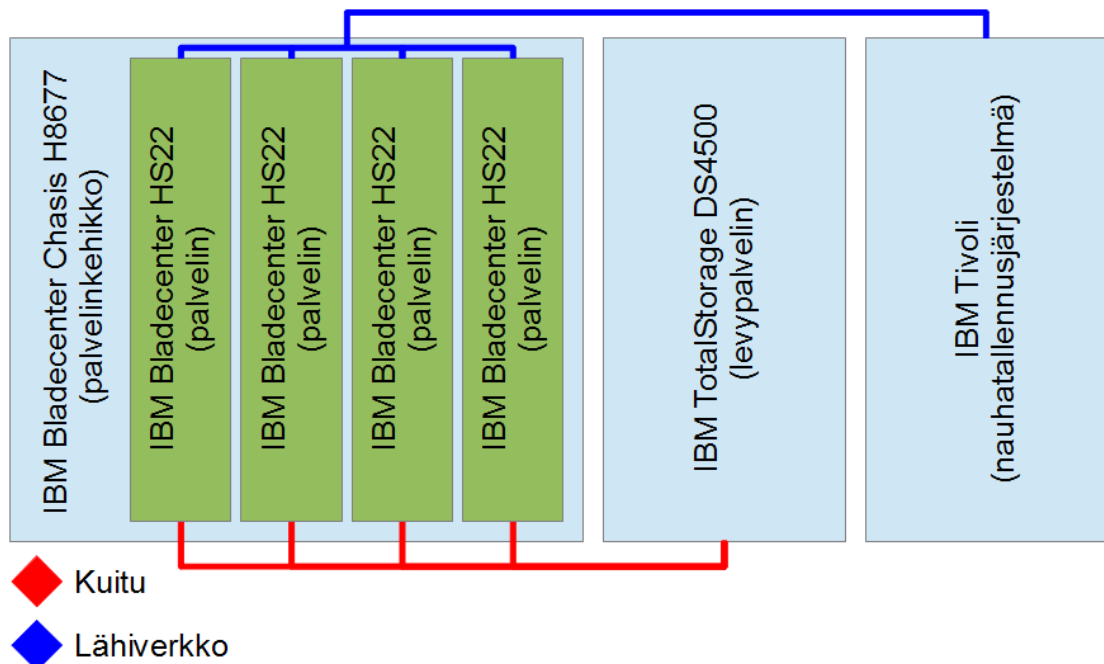 IBM Bladecenter Chasis H8677
(palvelinkehikko)
IBM Bladecenter HS22
(palvelin)
IBM Bladecenter HS22
(palvelin)
IBM Bladecenter HS22
(palvelin)
IBM Bladecenter HS22
(palvelin)
IBM TotalStorage DS4500
(levypalvelin)
IBM Tivoli
(nauhatallennusjärjestelmä)
Kuitu
Lähiverkko